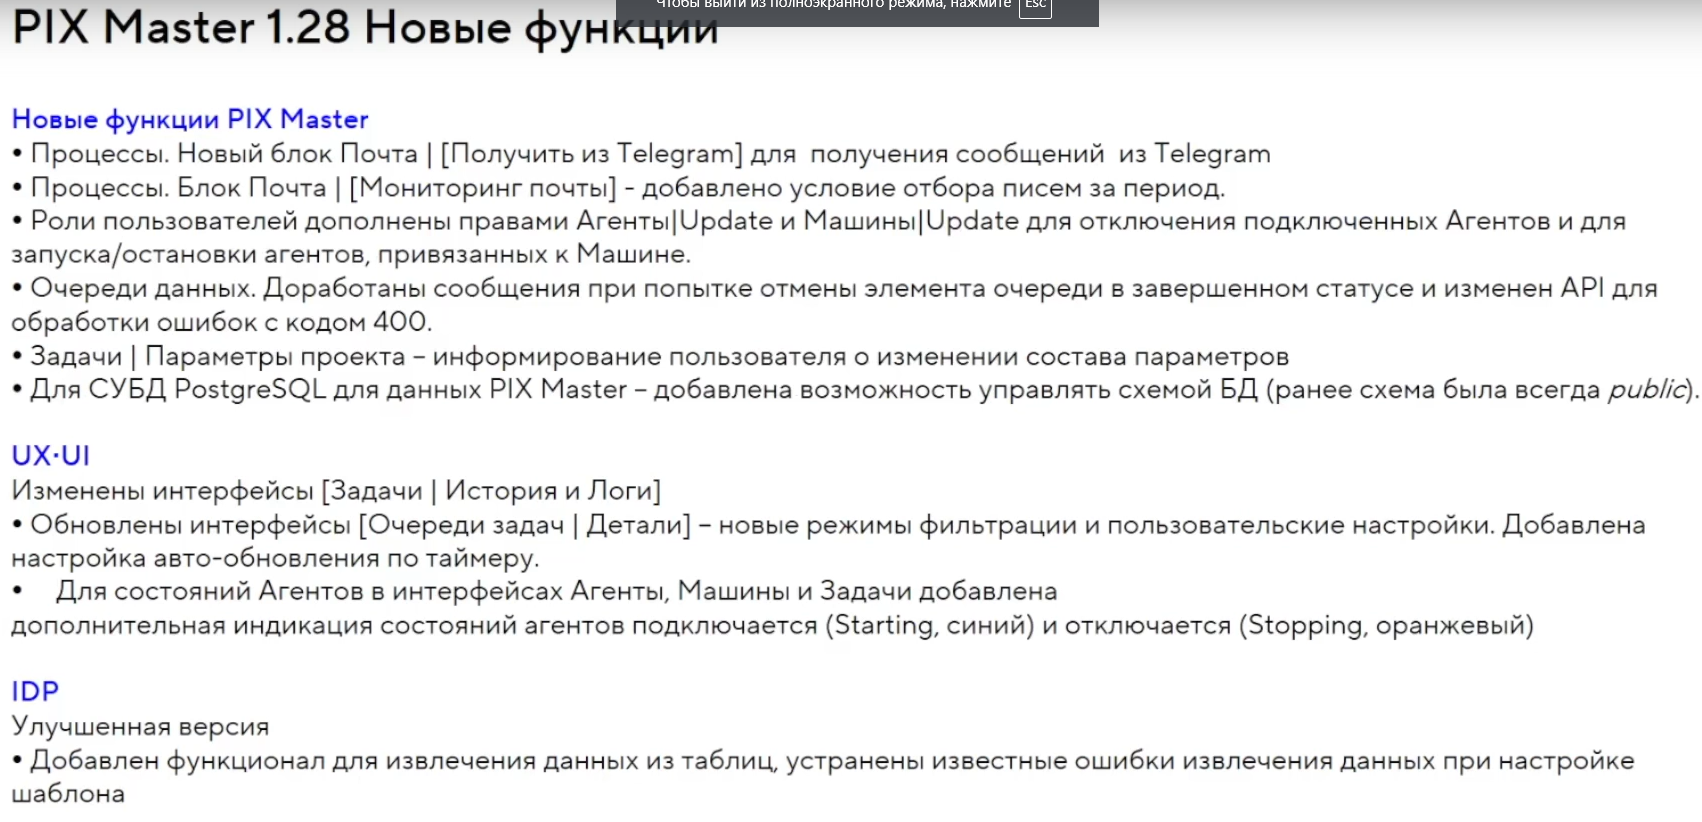 Чтобы выйти из полноэкранного режима, нажмите Esc
PIX Master 1.28 Новые функции
Новые функции PIX Master
• Процессы. Новый блок Почта | [Получить из Telegram] для получения сообщений из Telegram
• Процессы. Блок Почта | [Мониторинг почты] - добавлено условие отбора писем за период.
• Роли пользователей дополнены правами Агенты|Update и Машины|Update для отключения подключенных Агентов и для
запуска/остановки агентов, привязанных к Машине.
• Очереди данных. Доработаны сообщения при попытке отмены элемента очереди в завершенном статусе и изменен API для
обработки ошибок с кодом 400.
• Задачи | Параметры проекта – информирование пользователя о изменении состава параметров
• Для СУБД PostgreSQL для данных PIX Master – добавлена возможность управлять схемой БД (ранее схема была всегда public).
UX·UI
Изменены интерфейсы [Задачи | История и Логи]
• Обновлены интерфейсы [Очереди задач | Детали] – новые режимы фильтрации и пользовательские настройки. Добавлена
настройка авто-обновления по таймеру.
• Для состояний Агентов в интерфейсах Агенты, Машины и Задачи добавлена
дополнительная индикация состояний агентов подключается (Starting, синий) и отключается (Stopping, оранжевый)
IDP
Улучшенная версия
• Добавлен функционал для извлечения данных из таблиц, устранены известные ошибки извлечения данных при настройке
шаблона